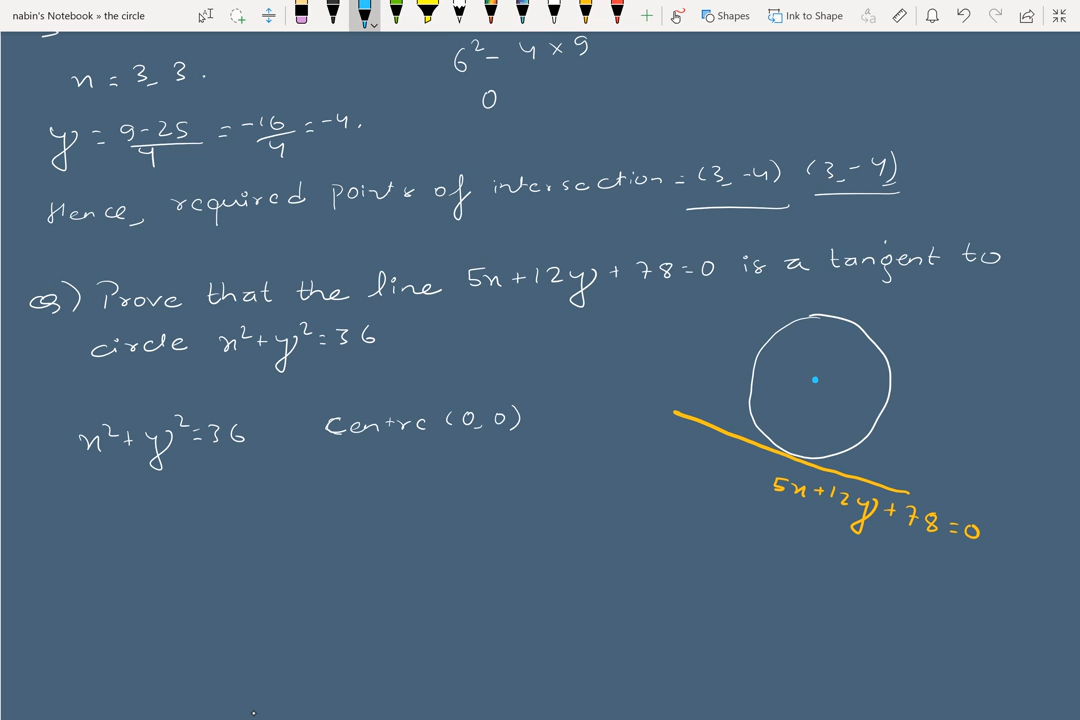 nabin's Notebook » the circle
Shapes
Ink to Shape
6² - 4 × 9
x = 3, 3.
0
y = 9-25/4 = -16/4 = -4.
Hence, required points of intersection = (3, -4) (3, -4)
Q) Prove that the line 5x+12y+78=0 is a tangent to
circle x²+y²=36
x²+y²=36 Centre (0, 0)
5x+12y+78=0